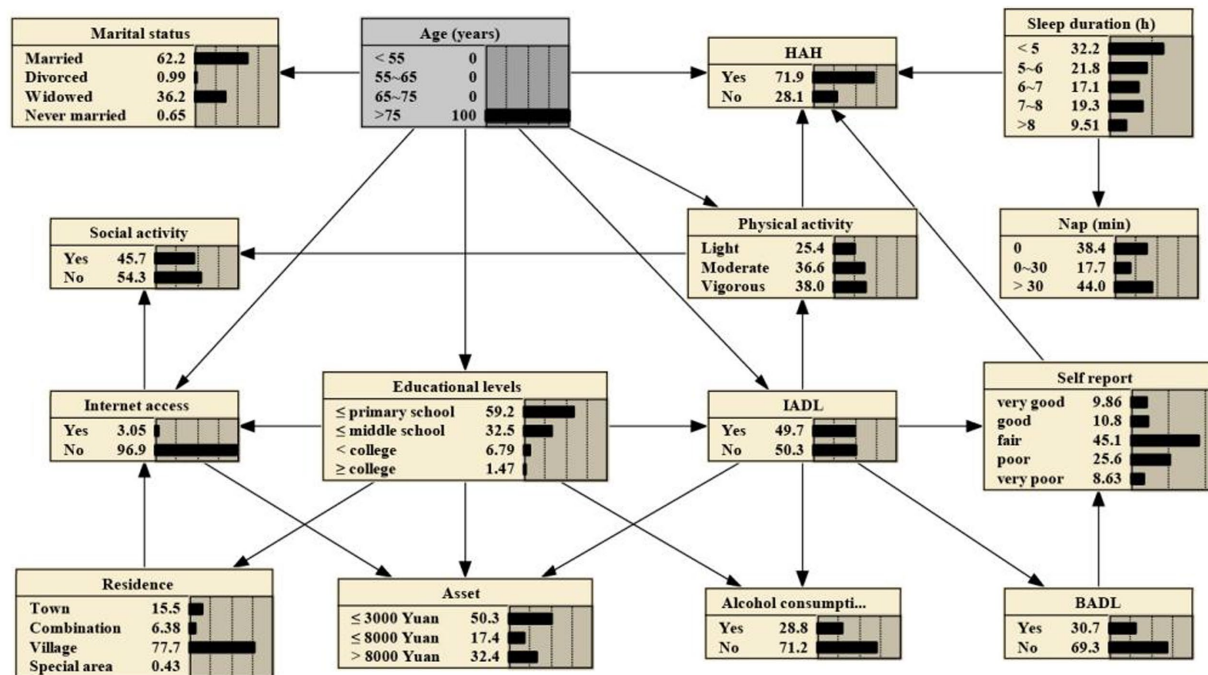 Marital status
Married 62.2
Divorced 0.99
Widowed 36.2
Never married 0.65
Age (years)
< 55 0
55~65 0
65~75 0
>75 100
HAH
Yes 71.9
No 28.1
Sleep duration (h)
< 5 32.2
5~6 21.8
6~7 17.1
7~8 19.3
>8 9.51
Social activity
Yes 45.7
No 54.3
Physical activity
Light 25.4
Moderate 36.6
Vigorous 38.0
Nap (min)
0 38.4
0~30 17.7
> 30 44.0
Internet access
Yes 3.05
No 96.9
Educational levels
≤ primary school 59.2
≤ middle school 32.5
< college 6.79
≥ college 1.47
IADL
Yes 49.7
No 50.3
Self report
very good 9.86
good 10.8
fair 45.1
poor 25.6
very poor 8.63
Residence
Town 15.5
Combination 6.38
Village 77.7
Special area 0.43
Asset
≤ 3000 Yuan 50.3
≤ 8000 Yuan 17.4
> 8000 Yuan 32.4
Alcohol consumpti...
Yes 28.8
No 71.2
BADL
Yes 30.7
No 69.3